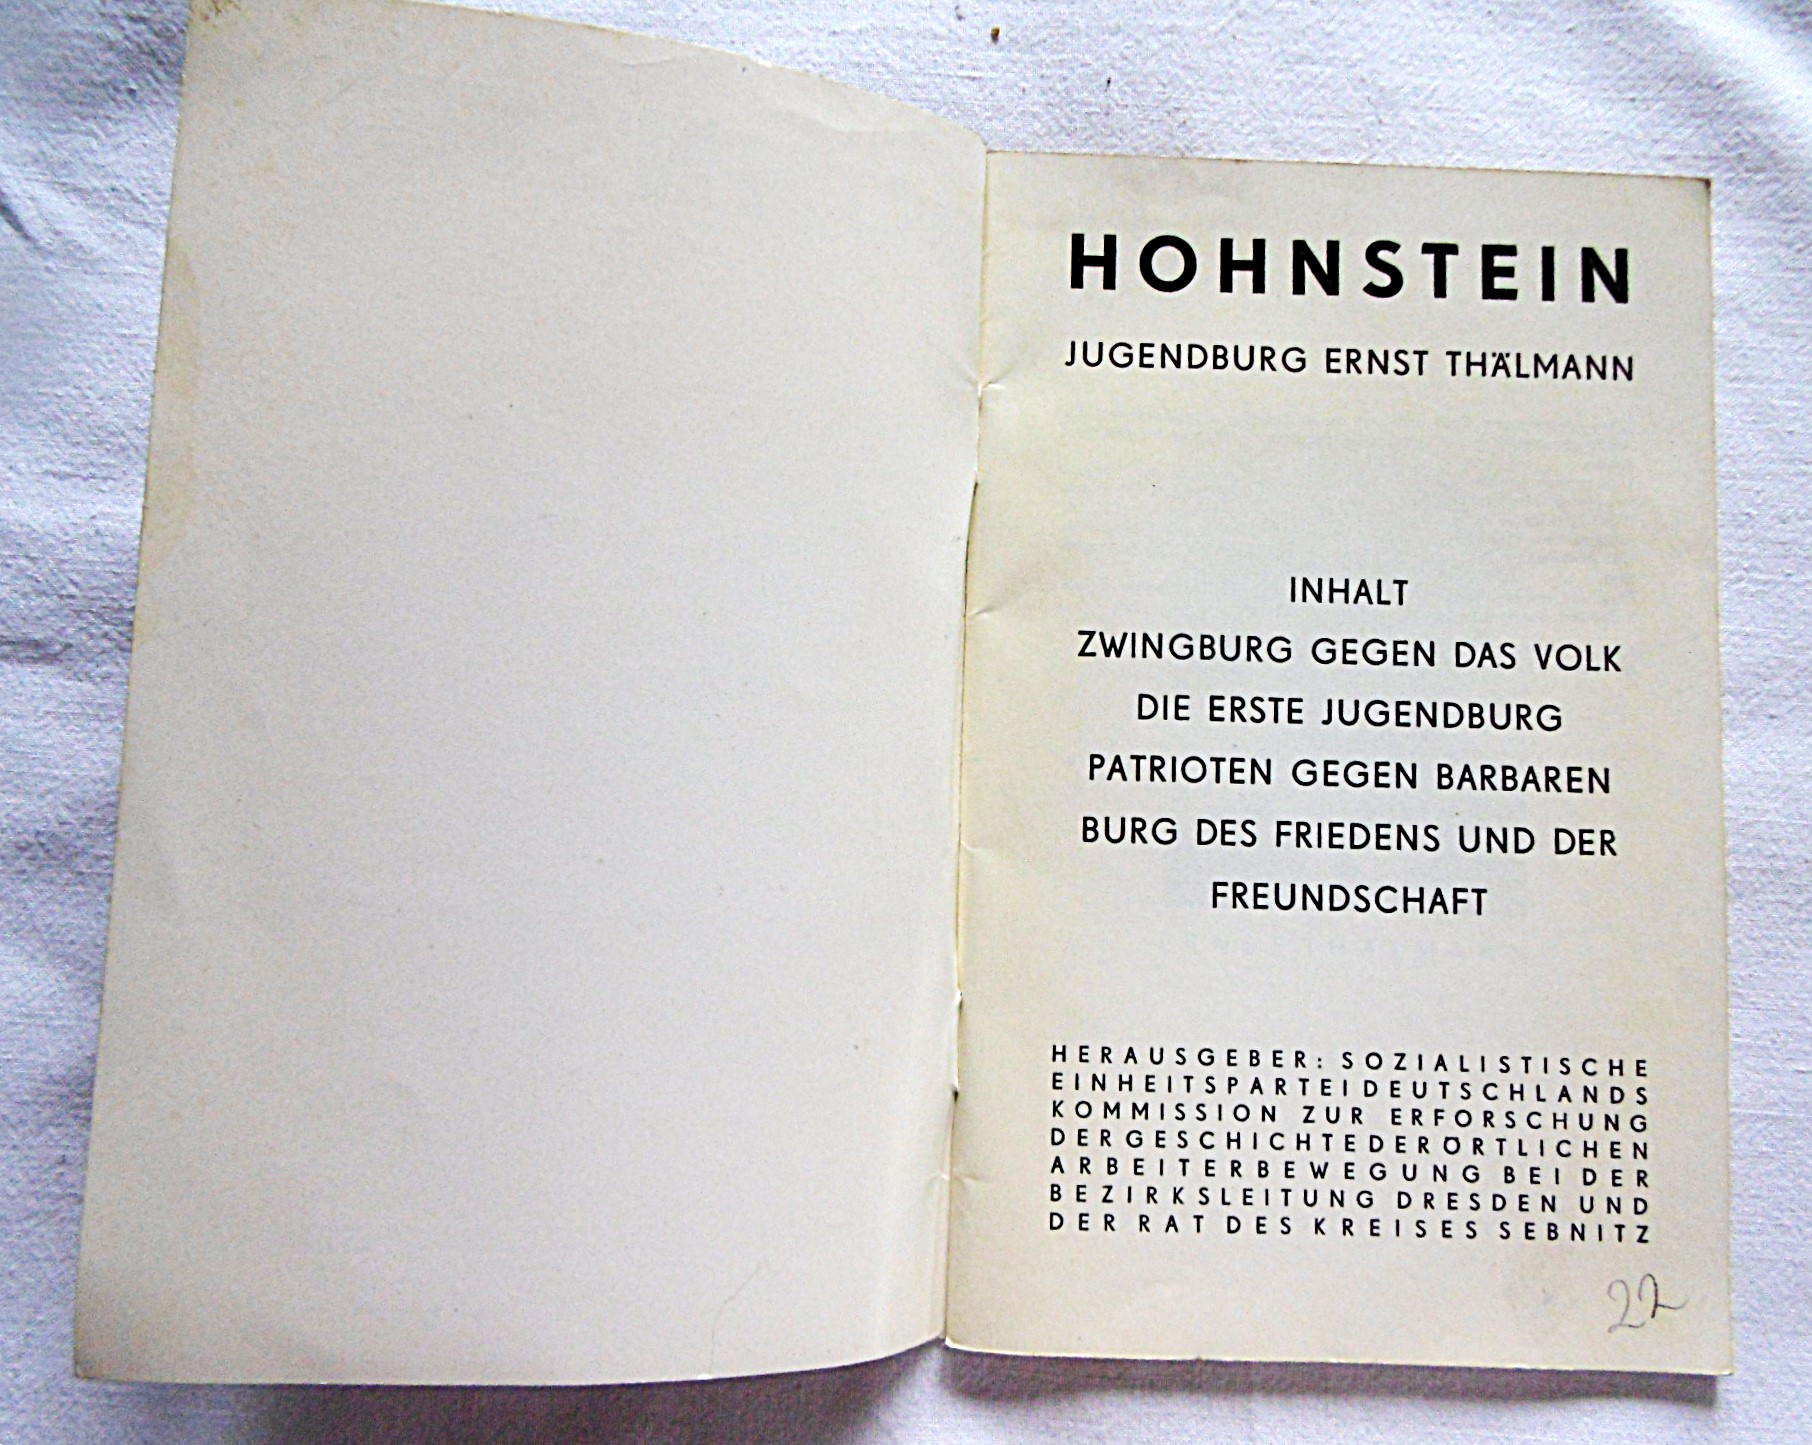 HOHNSTEIN
JUGENDBURG ERNST THÄLMANN
INHALT
ZWINGBURG GEGEN DAS VOLK
DIE ERSTE JUGENDBURG
PATRIOTEN GEGEN BARBAREN
BURG DES FRIEDENS UND DER
FREUNDSCHAFT
HERAUSGEBER: SOZIALISTISCHE
EINHEITSPARTEI DEUTSCHLANDS
KOMMISSION ZUR ERFORSCHUNG
DER GESCHICHTE DER ÖRTLICHEN
ARBEITERBEWEGUNG BEI DER
BEZIRKSLEITUNG DRESDEN UND
DER RAT DES KREISES SEBNITZ
22